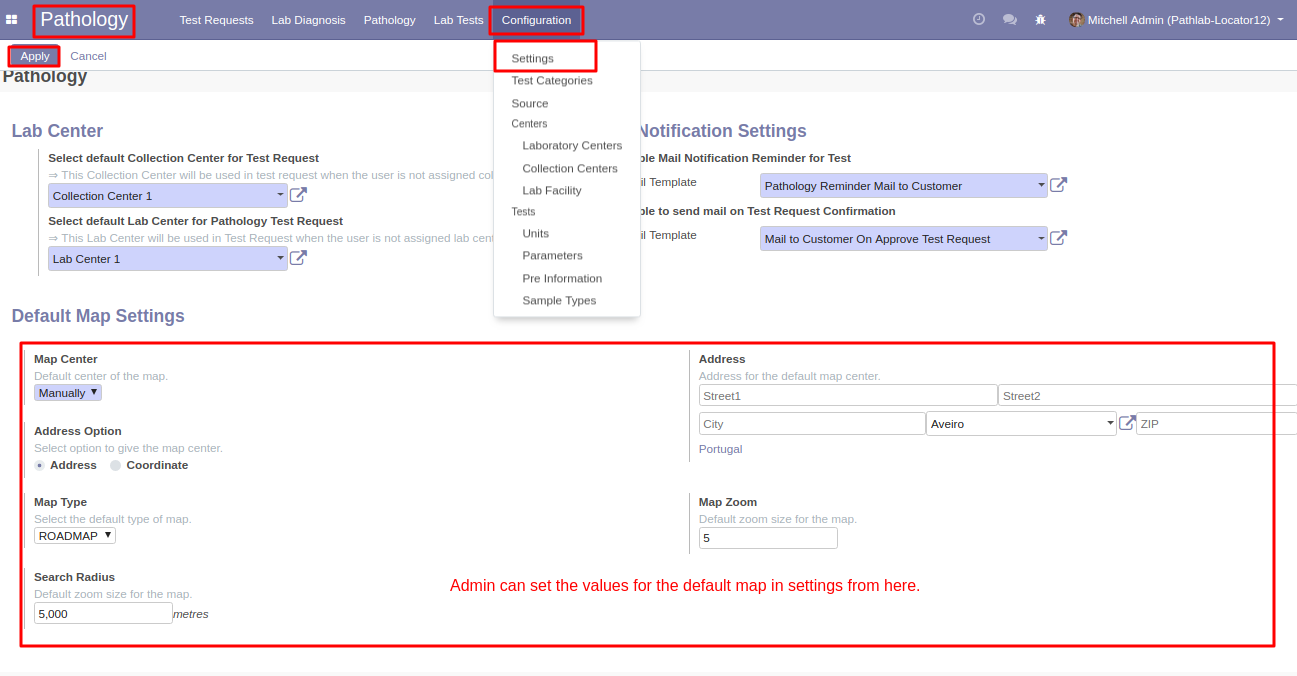 Pathology Test Requests Lab Diagnosis Pathology Lab Tests Configuration Mitchell Admin (Pathlab-Locator12)
Apply Cancel
Pathology
Settings
Test Categories
Source
Centers
Laboratory Centers
Collection Centers
Lab Facility
Tests
Units
Parameters
Pre Information
Sample Types
Lab Center
Select default Collection Center for Test Request
⇒ This Collection Center will be used in test request when the user is not assigned col
Collection Center 1
Select default Lab Center for Pathology Test Request
⇒ This Lab Center will be used in Test Request when the user is not assigned lab cent
Lab Center 1
Notification Settings
ble Mail Notification Reminder for Test
il Template Pathology Reminder Mail to Customer
ble to send mail on Test Request Confirmation
il Template Mail to Customer On Approve Test Request
Default Map Settings
Map Center
Default center of the map.
Manually
Address
Address for the default map center.
Street1 Street2
City Aveiro ZIP
Portugal
Address Option
Select option to give the map center.
Address Coordinate
Map Type
Select the default type of map.
ROADMAP
Map Zoom
Default zoom size for the map.
5
Search Radius
Default zoom size for the map.
5,000 metres
Admin can set the values for the default map in settings from here.